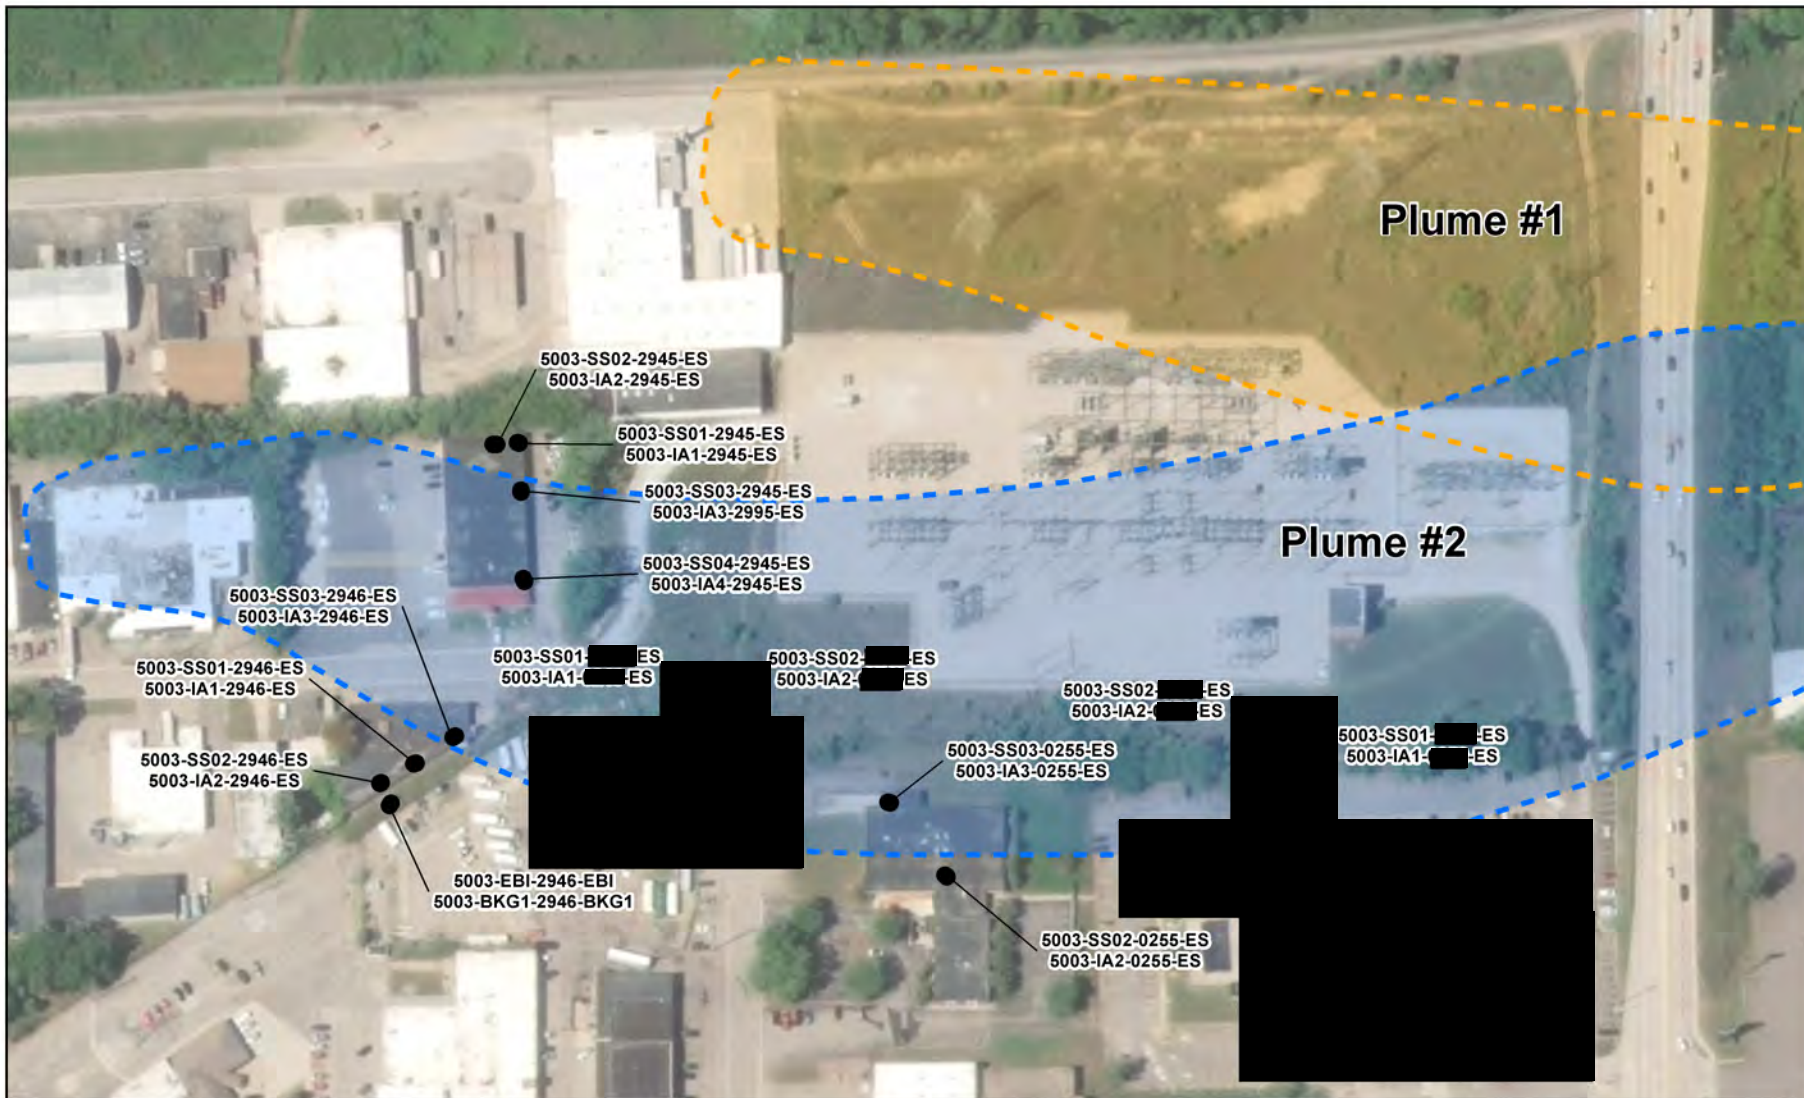 Plume #1
5003-SS02-2945-ES
5003-IA2-2945-ES
5003-SS01-2945-ES
5003-IA1-2945-ES
5003-SS03-2945-ES
5003-IA3-2995-ES
Plume #2
5003-SS04-2945-ES
5003-IA4-2945-ES
5003-SS03-2946-ES
5003-IA3-2946-ES
5003-SS01-2946-ES
5003-IA1-2946-ES
5003-SS01- ES
5003-IA1- -ES
5003-SS02- -ES
5003-IA2- ES
5003-SS02- -ES
5003-IA2- -ES
5003-SS01- -ES
5003-IA1- -ES
5003-SS02-2946-ES
5003-IA2-2946-ES
5003-SS03-0255-ES
5003-IA3-0255-ES
5003-EBI-2946-EBI
5003-BKG1-2946-BKG1
5003-SS02-0255-ES
5003-IA2-0255-ES